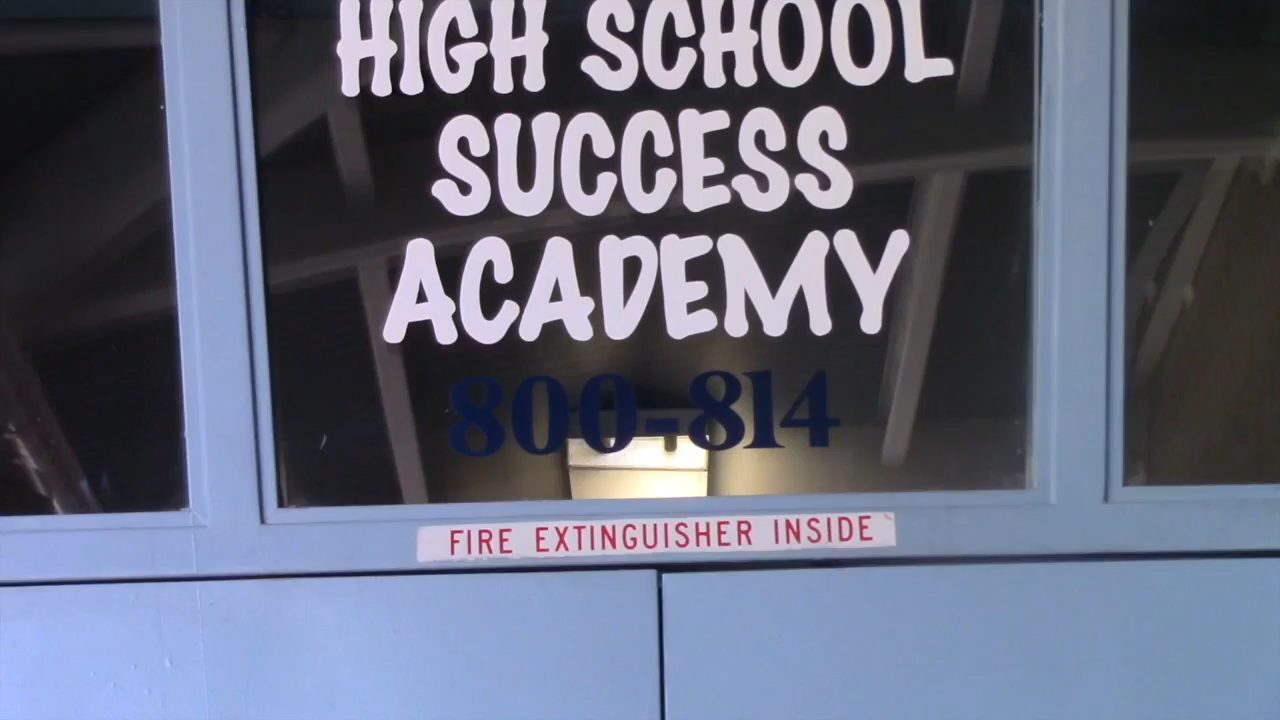 HIGH SCHOOL
SUCCESS
ACADEMY
800-814
FIRE EXTINGUISHER INSIDE